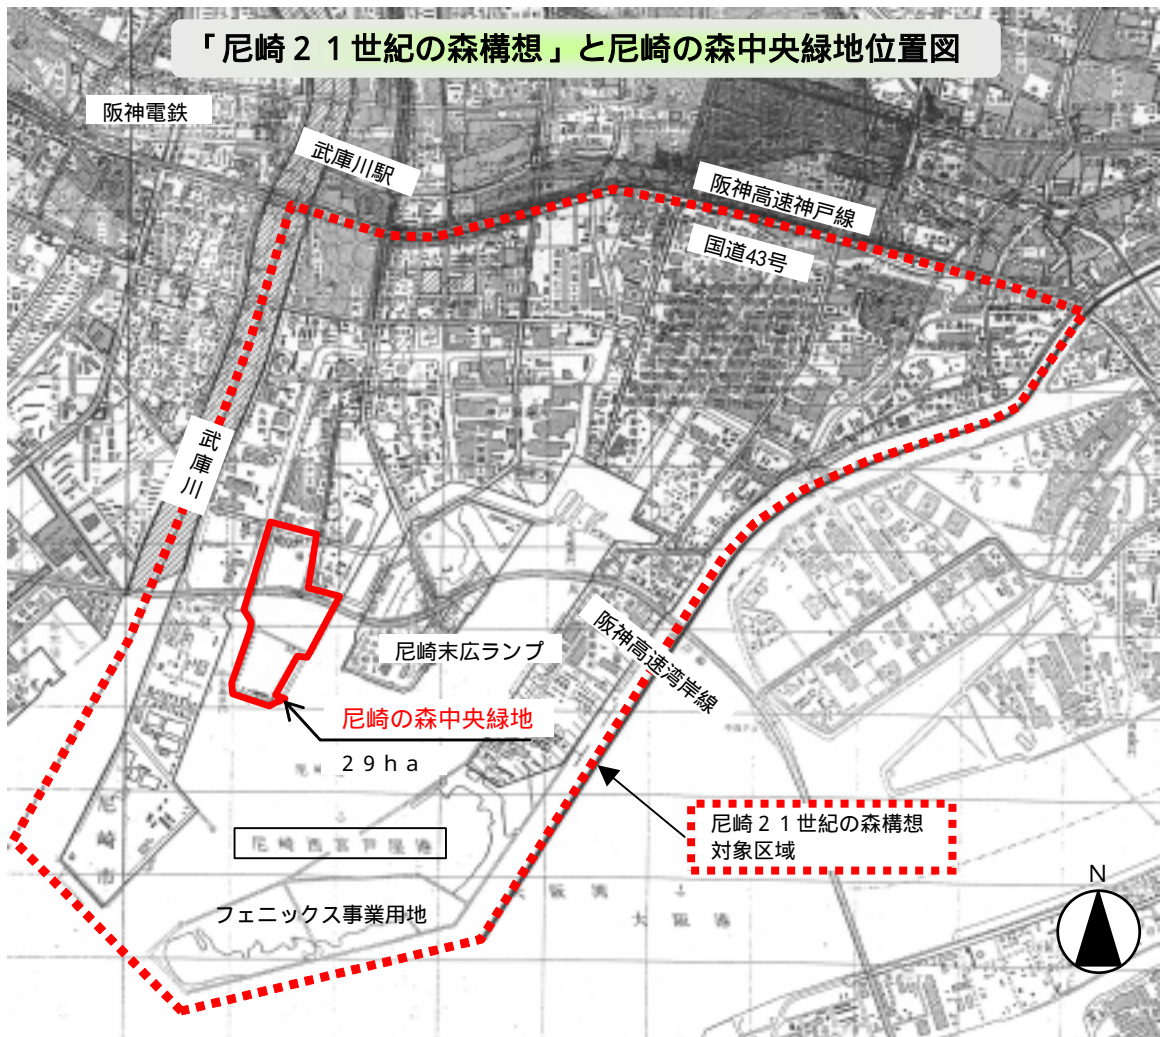 「尼崎２１世紀の森構想」と尼崎の森中央緑地位置図
阪神電鉄
武庫川駅
阪神高速神戸線
国道43号
武庫川
尼崎末広ランプ
阪神高速湾岸線
尼崎の森中央緑地
２９ｈａ
尼崎２１世紀の森構想
対象区域
尼崎西宮芦屋港
尼崎市
フェニックス事業用地
大阪港
N